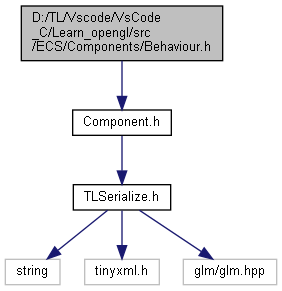 D:/TL/Vscode/VsCode
_C/Learn_opengl/src
/ECS/Components/Behaviour.h
Component.h
TLSerialize.h
string
tinyxml.h
glm/glm.hpp